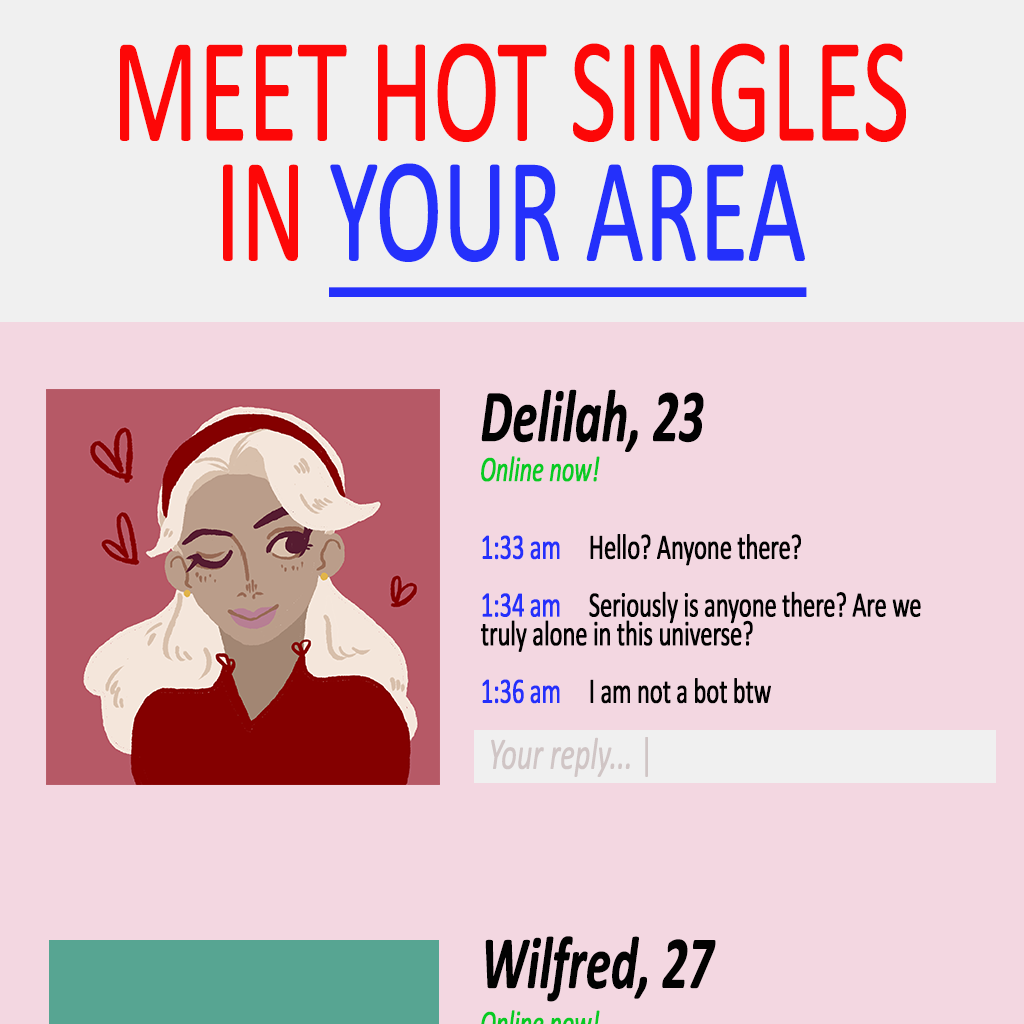 MEET HOT SINGLES
IN YOUR AREA
Delilah, 23
Online now!
1:33 am Hello? Anyone there?
1:34 am Seriously is anyone there? Are we
truly alone in this universe?
1:36 am I am not a bot btw
Your reply... |
Wilfred, 27
Online now!